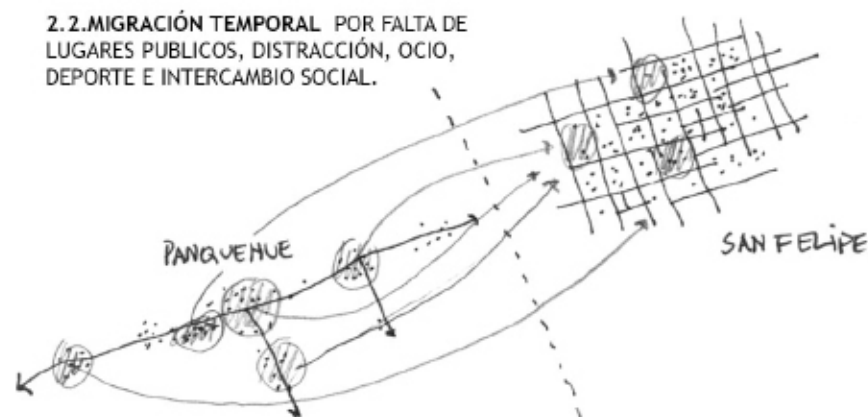 2.2.MIGRACIÓN TEMPORAL POR FALTA DE
LUGARES PUBLICOS, DISTRACCIÓN, OCIO,
DEPORTE E INTERCAMBIO SOCIAL.
PANQUEHUE
SAN FELIPE